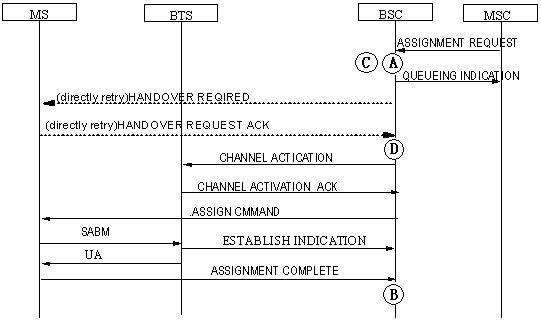 MS BTS BSC MSC
ASSIGNMENT REQUEST
C A
QUEUEING INDICATION
(directly retry)HANDOVER REQIRED
(directly retry)HANDOVER REQUEST ACK
D
CHANNEL ACTICATION
CHANNEL ACTIVATION ACK
.ASSIGN CMMAND
SABM
ESTABLISH INDICATION
UA
ASSIGNMENT COMPLETE
B